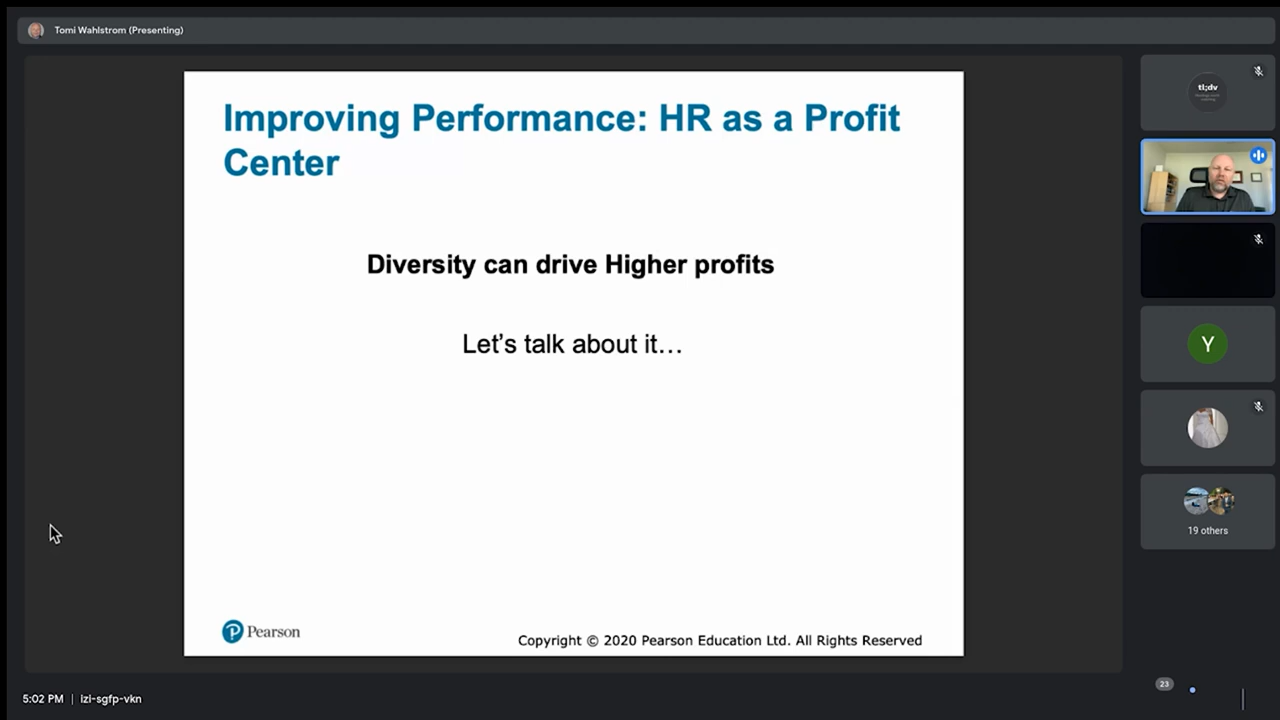 Tomi Wahlstrom (Presenting)
Improving Performance: HR as a Profit
Center
Diversity can drive Higher profits
Let's talk about it…
Pearson
Copyright © 2020 Pearson Education Ltd. All Rights Reserved
tl;dv
Y
19 others
5:02 PM | izi-sgfp-vkn
23